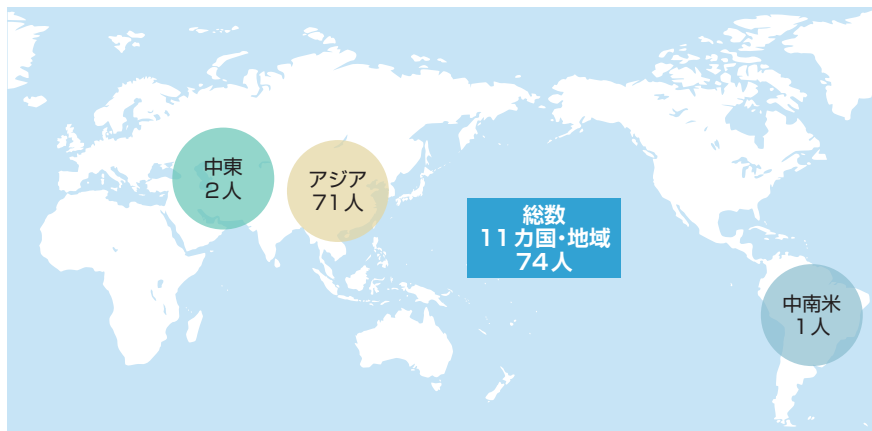 中東
2人
アジア
71人
総数
11カ国・地域
74人
中南米
1人